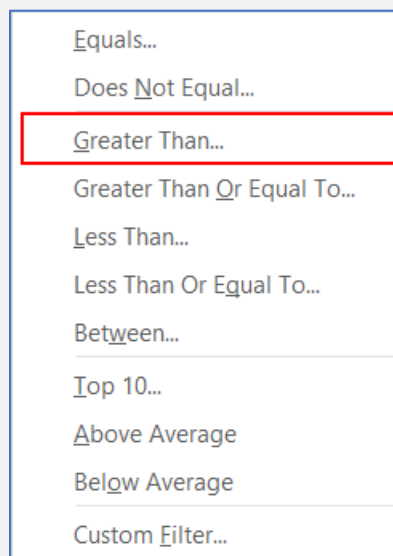 Equals...
Does Not Equal...
Greater Than...
Greater Than Or Equal To...
Less Than...
Less Than Or Equal To...
Between...
Top 10...
Above Average
Below Average
Custom Filter...